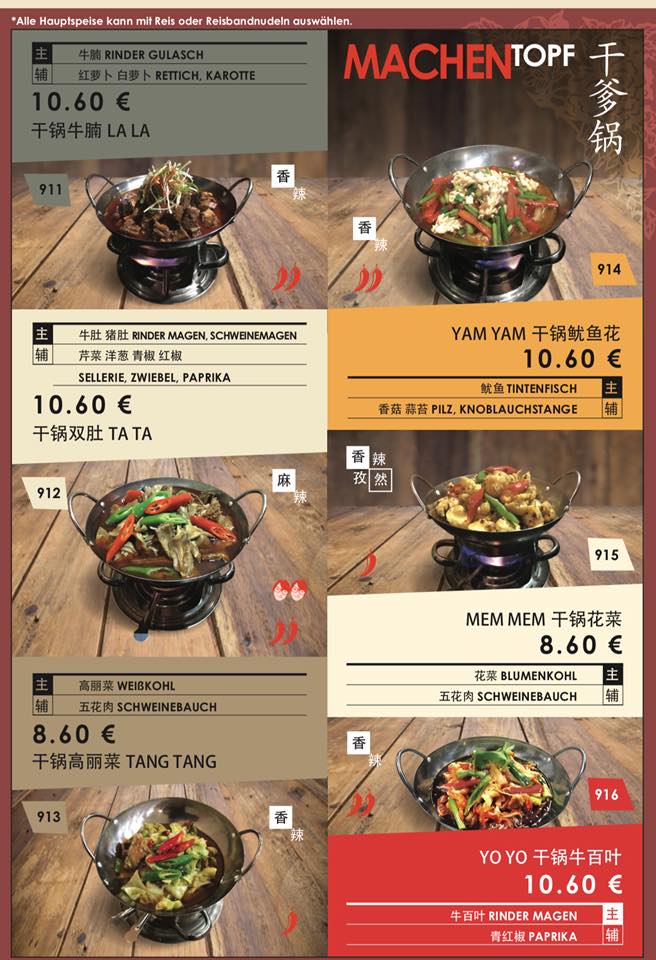 *Alle Hauptspeise kann mit Reis oder Reisbandnudeln auswählen.
主 牛腩 RINDER GULASCH
辅 红萝卜 白萝卜 RETTICH, KAROTTE
10.60 €
干锅牛腩 LA LA
911
香
辣
主 牛肚 猪肚 RINDER MAGEN, SCHWEINEMAGEN
辅 芹菜 洋葱 青椒 红椒
SELLERIE, ZWIEBEL, PAPRIKA
10.60 €
干锅双肚 TA TA
912
麻
辣
主 高丽菜 WEIßKOHL
辅 五花肉 SCHWEINEBAUCH
8.60 €
干锅高丽菜 TANG TANG
913
香
辣
MACHENTOPF
干爹锅
香
辣
914
YAM YAM 干锅鱿鱼花
10.60 €
鱿鱼 TINTENFISCH 主
香菇 蒜苔 PILZ, KNOBLAUCHSTANGE 辅
香 辣
孜 然
915
MEM MEM 干锅花菜
8.60 €
花菜 BLUMENKOHL 主
五花肉 SCHWEINEBAUCH 辅
香
辣
916
YO YO 干锅牛百叶
10.60 €
牛百叶 RINDER MAGEN 主
青红椒 PAPRIKA 辅